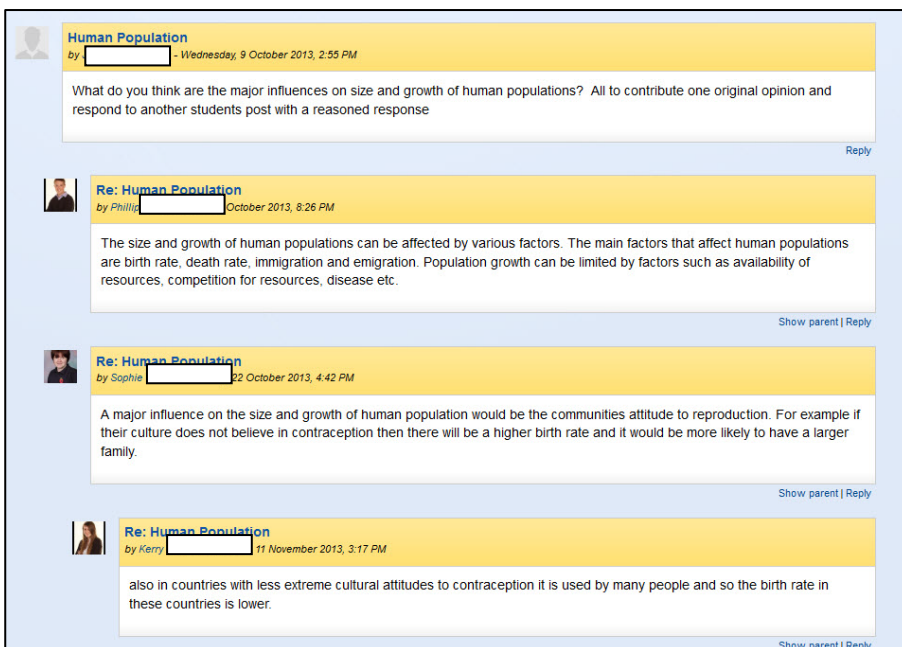 Human Population
by J - Wednesday, 9 October 2013, 2:55 PM
What do you think are the major influences on size and growth of human populations?  All to contribute one original opinion and
respond to another students post with a reasoned response
Reply
Re: Human Population
by Phillip October 2013, 8:26 PM
The size and growth of human populations can be affected by various factors. The main factors that affect human populations
are birth rate, death rate, immigration and emigration. Population growth can be limited by factors such as availability of
resources, competition for resources, disease etc.
Show parent | Reply
Re: Human Population
by Sophie 22 October 2013, 4:42 PM
A major influence on the size and growth of human population would be the communities attitude to reproduction. For example if
their culture does not believe in contraception then there will be a higher birth rate and it would be more likely to have a larger
family.
Show parent | Reply
Re: Human Population
by Kerry 11 November 2013, 3:17 PM
also in countries with less extreme cultural attitudes to contraception it is used by many people and so the birth rate in
these countries is lower.
Show parent | Reply